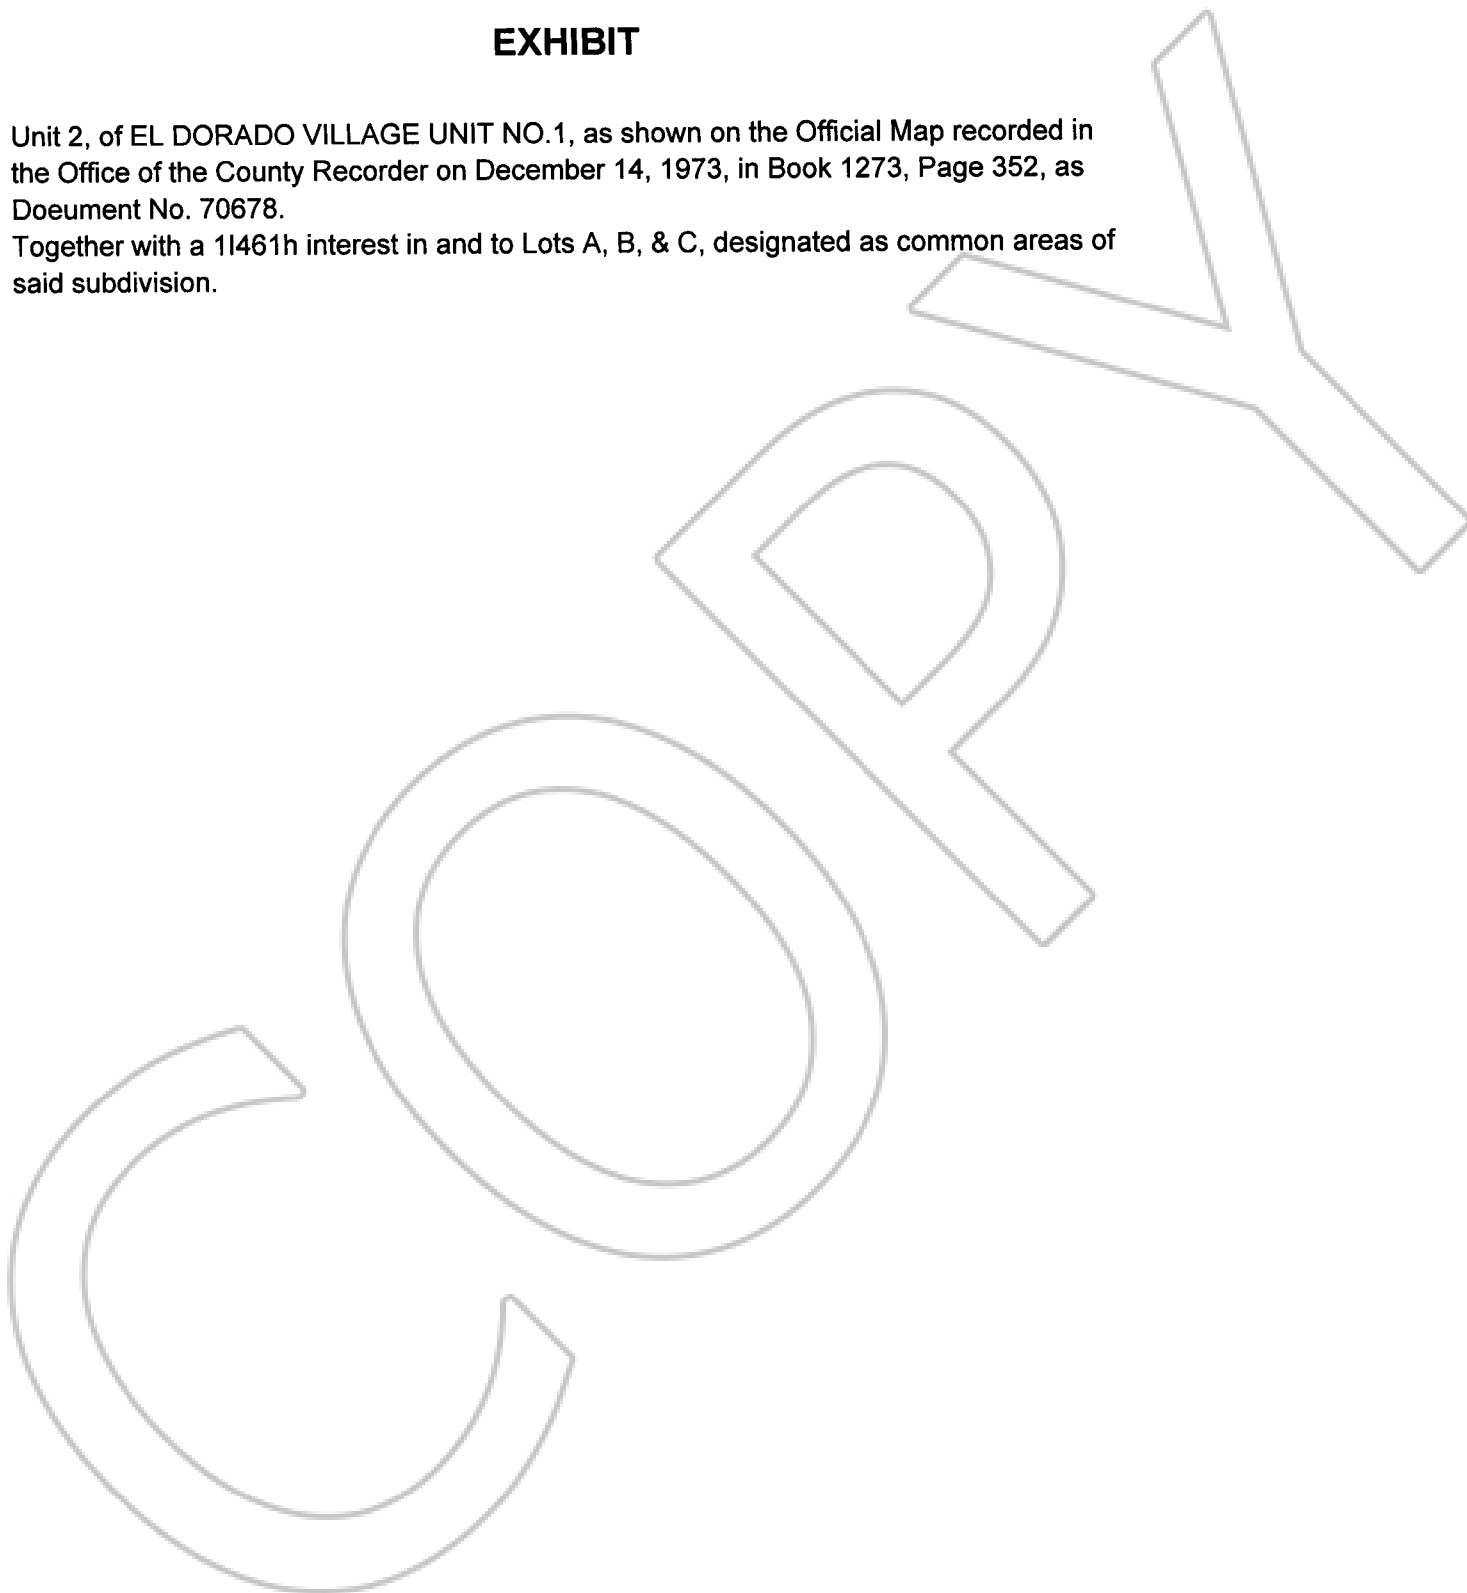 EXHIBIT
Unit 2, of EL DORADO VILLAGE UNIT NO.1, as shown on the Official Map recorded in
the Office of the County Recorder on December 14, 1973, in Book 1273, Page 352, as
Doeument No. 70678.
Together with a 1I461h interest in and to Lots A, B, & C, designated as common areas of
said subdivision.
COPY